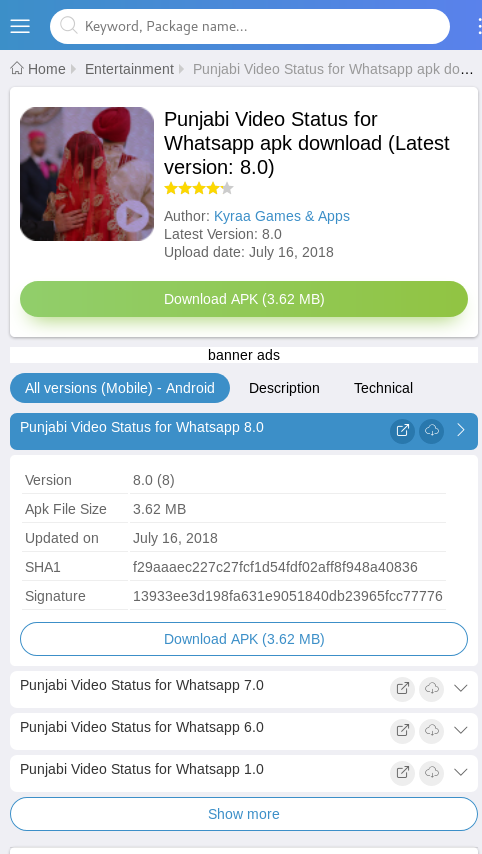 Keyword, Package name...
Home Entertainment Punjabi Video Status for Whatsapp apk do...
Punjabi Video Status for
Whatsapp apk download (Latest
version: 8.0)
Author: Kyraa Games & Apps
Latest Version: 8.0
Upload date: July 16, 2018
Download APK (3.62 MB)
banner ads
All versions (Mobile) - Android Description Technical
Punjabi Video Status for Whatsapp 8.0
Version 8.0 (8)
Apk File Size 3.62 MB
Updated on July 16, 2018
SHA1 f29aaaec227c27fcf1d54fdf02aff8f948a40836
Signature 13933ee3d198fa631e9051840db23965fcc77776
Download APK (3.62 MB)
Punjabi Video Status for Whatsapp 7.0
Punjabi Video Status for Whatsapp 6.0
Punjabi Video Status for Whatsapp 1.0
Show more